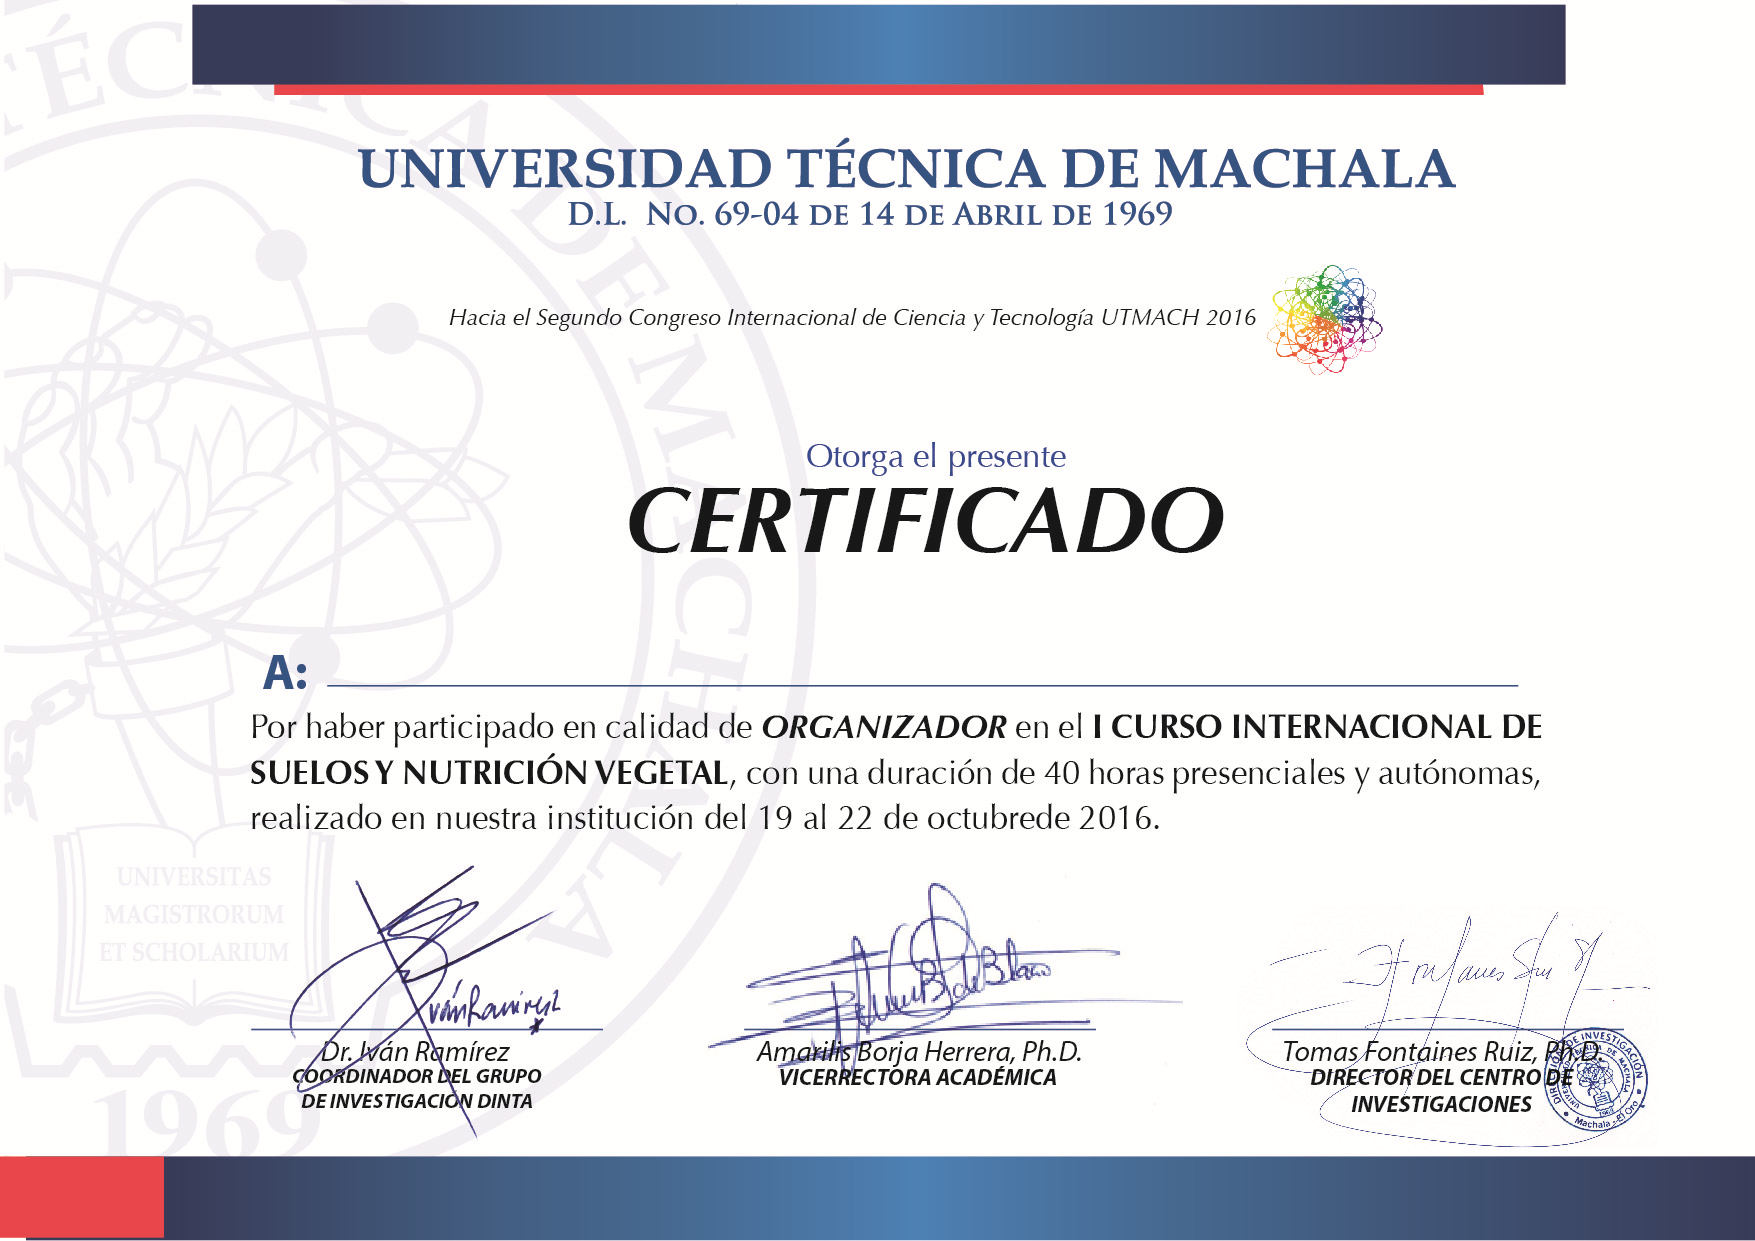 UNIVERSIDAD TÉCNICA DE MACHALA
D.L. No. 69-04 DE 14 DE ABRIL DE 1969
Hacia el Segundo Congreso Internacional de Ciencia y Tecnología UTMACH 2016
Otorga el presente
CERTIFICADO
A:
Por haber participado en calidad de ORGANIZADOR en el I CURSO INTERNACIONAL DE
SUELOS Y NUTRICIÓN VEGETAL, con una duración de 40 horas presenciales y autónomas,
realizado en nuestra institución del 19 al 22 de octubrede 2016.
UNIVERSITAS
MAGISTRORUM
ET SCHOLARIUM
1969
TÉCNICA DE MACHALA
Iván Ramírez
Dr. Iván Ramírez
COORDINADOR DEL GRUPO
DE INVESTIGACIÓN DINTA
Amarilis Borja Herrera, Ph.D.
VICERRECTORA ACADÉMICA
Tomas Fontaines Ruiz, Ph.D.
DIRECTOR DEL CENTRO DE
INVESTIGACIONES
DE INVESTIGACIÓN
Machala - El Oro